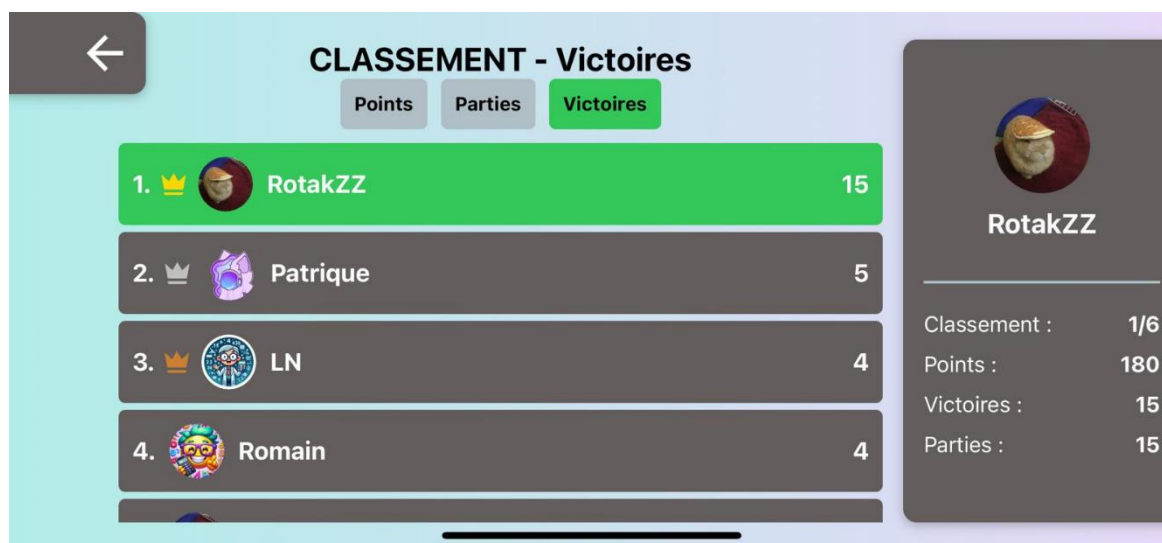 CLASSEMENT - Victoires
Points Parties Victoires
1. RotakZZ 15
2. Patrique 5
3. LN 4
4. Romain 4
RotakZZ
Classement : 1/6
Points : 180
Victoires : 15
Parties : 15